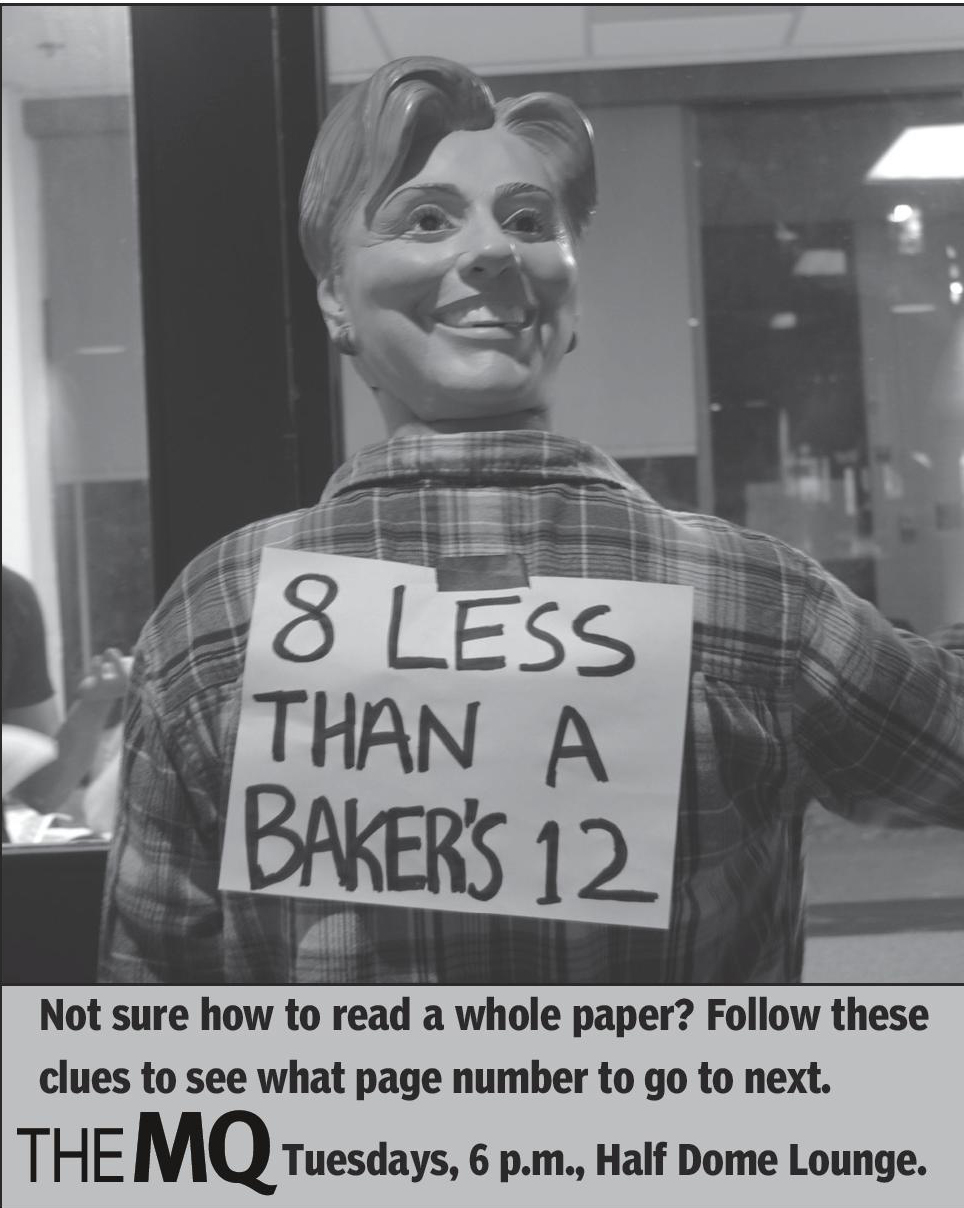 8 LESS
THAN A
BAKER'S 12
Not sure how to read a whole paper? Follow these
clues to see what page number to go to next.
THE MQ Tuesdays, 6 p.m., Half Dome Lounge.